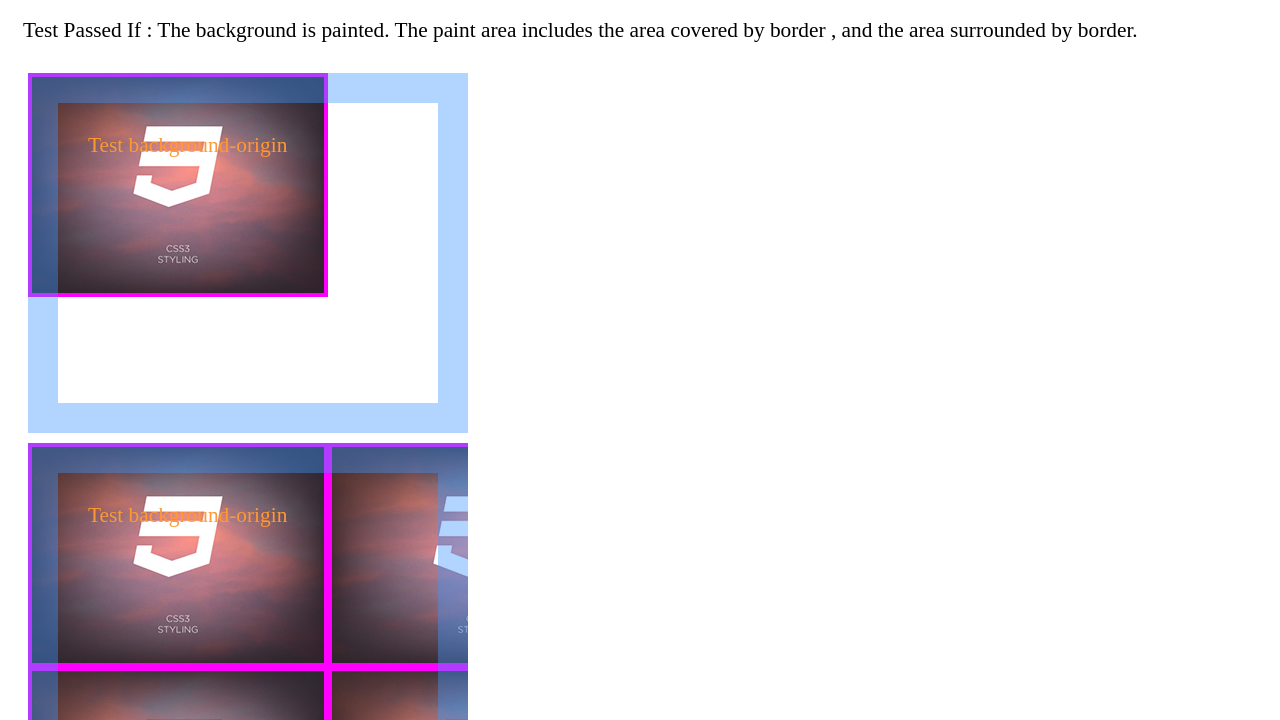 Test Passed If : The background is painted. The paint area includes the area covered by border , and the area surrounded by border.
Test background-origin
CSS3
STYLING
Test background-origin
CSS3
STYLING